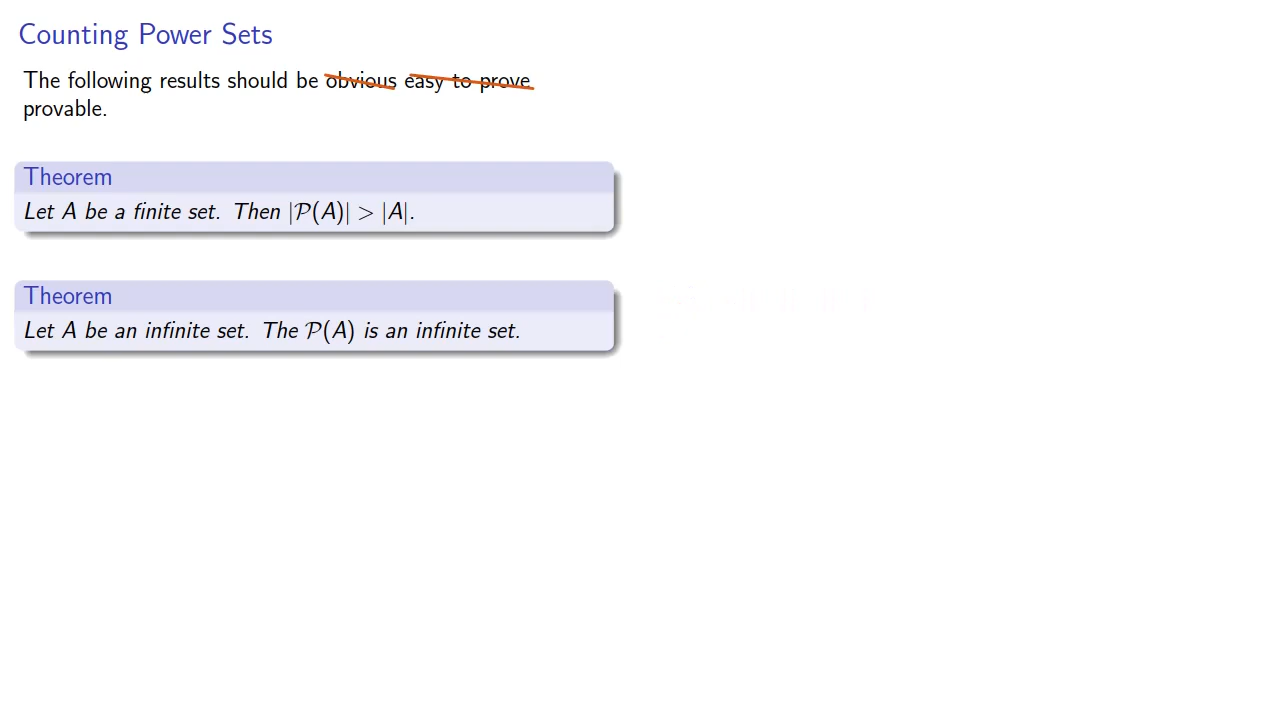 Counting Power Sets
The following results should be obvious easy to prove
provable.
Theorem
Let A be a finite set. Then |𝒫(A)| > |A|.
Theorem
Let A be an infinite set. The 𝒫(A) is an infinite set.